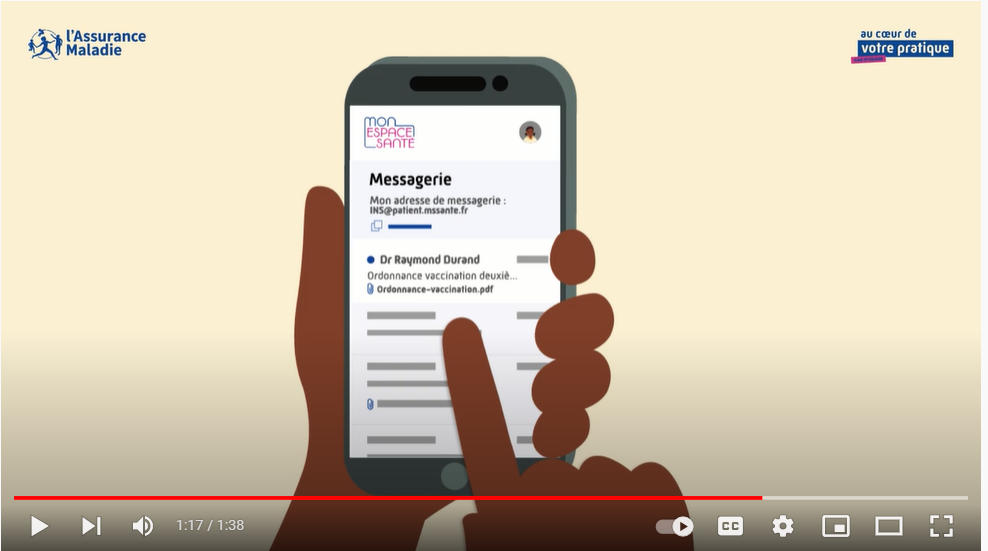 l'Assurance
Maladie
au cœur de
votre pratique
MON
ESPACE
SANTÉ
Messagerie
Mon adresse de messagerie :
INS@patient.mssante.fr
Dr Raymond Durand
Ordonnance vaccination deuxiè...
Ordonnance-vaccination.pdf
1:17 / 1:38
CC